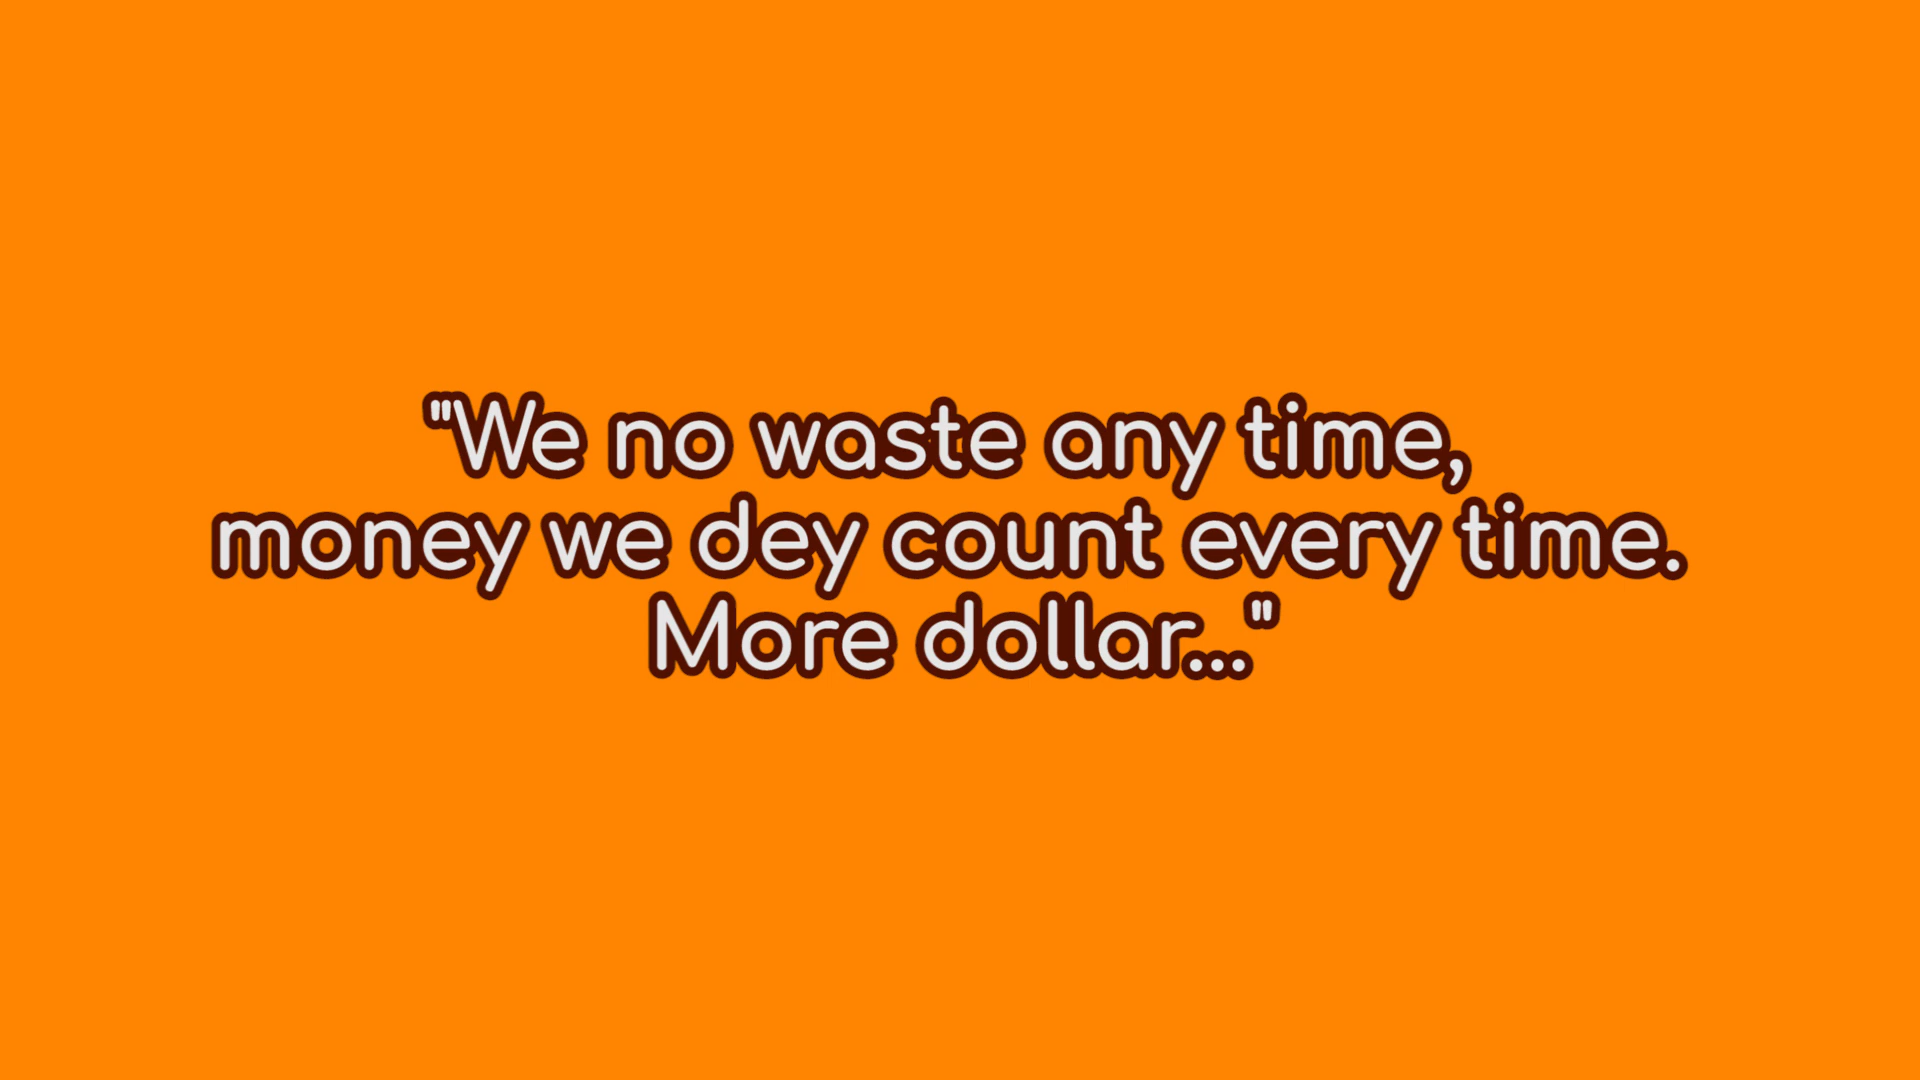 "We no waste any time,
money we dey count every time.
More dollar..."